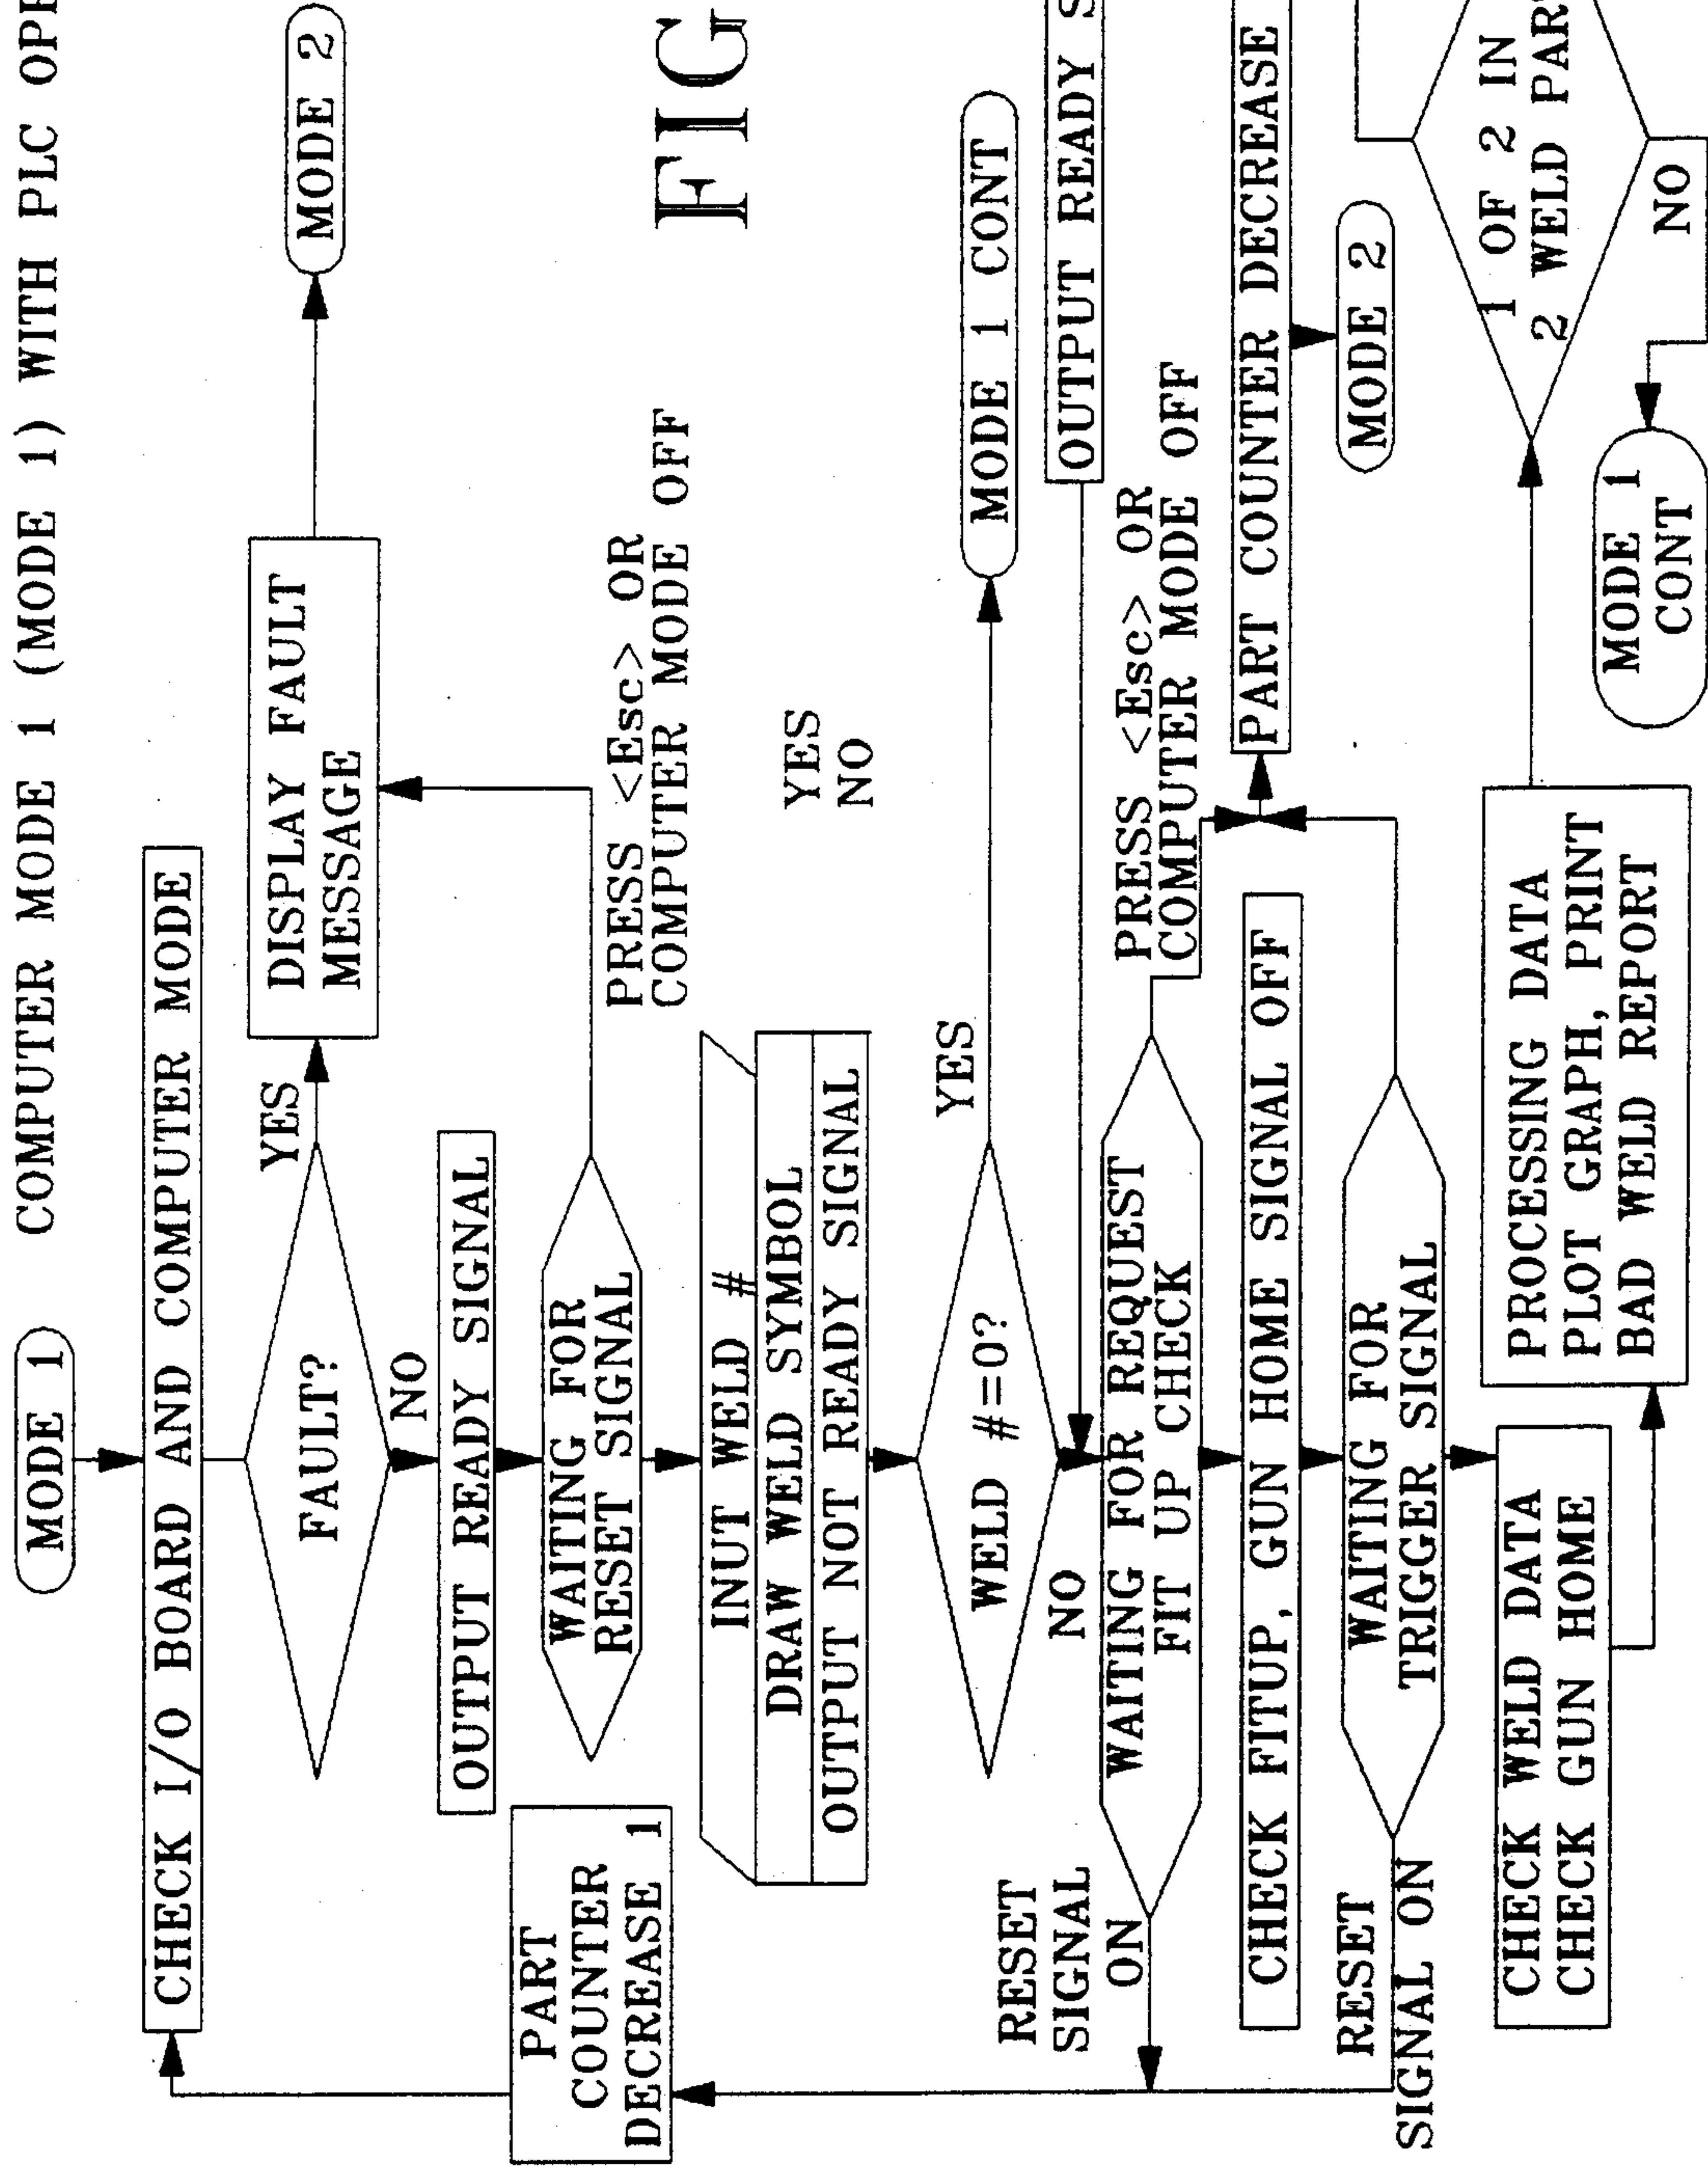 COMPUTER MODE 1 (MODE 1) WITH PLC
MODE 1
CHECK I/O BOARD AND COMPUTER MODE
FAULT?
YES
DISPLAY FAULT
MESSAGE
MODE 2
NO
OUTPUT READY SIGNAL
WAITING FOR
RESET SIGNAL
PRESS <Esc> OR
COMPUTER MODE OFF
PART
COUNTER
DECREASE 1
INUT WELD #
DRAW WELD SYMBOL
OUTPUT NOT READY SIGNAL
YES
NO
FIG
WELD #=0?
YES
MODE 1 CONT
NO
OUTPUT READY
RESET
SIGNAL
ON
WAITING FOR REQUEST
FIT UP CHECK
PRESS <Esc> OR
COMPUTER MODE OFF
CHECK FITUP, GUN HOME SIGNAL OFF
PART COUNTER DECREASE
MODE 2
RESET
SIGNAL ON
WAITING FOR
TRIGGER SIGNAL
CHECK WELD DATA
CHECK GUN HOME
PROCESSING DATA
PLOT GRAPH, PRINT
BAD WELD REPORT
1 OF 2 IN
2 WELD PART
NO
MODE 1
CONT